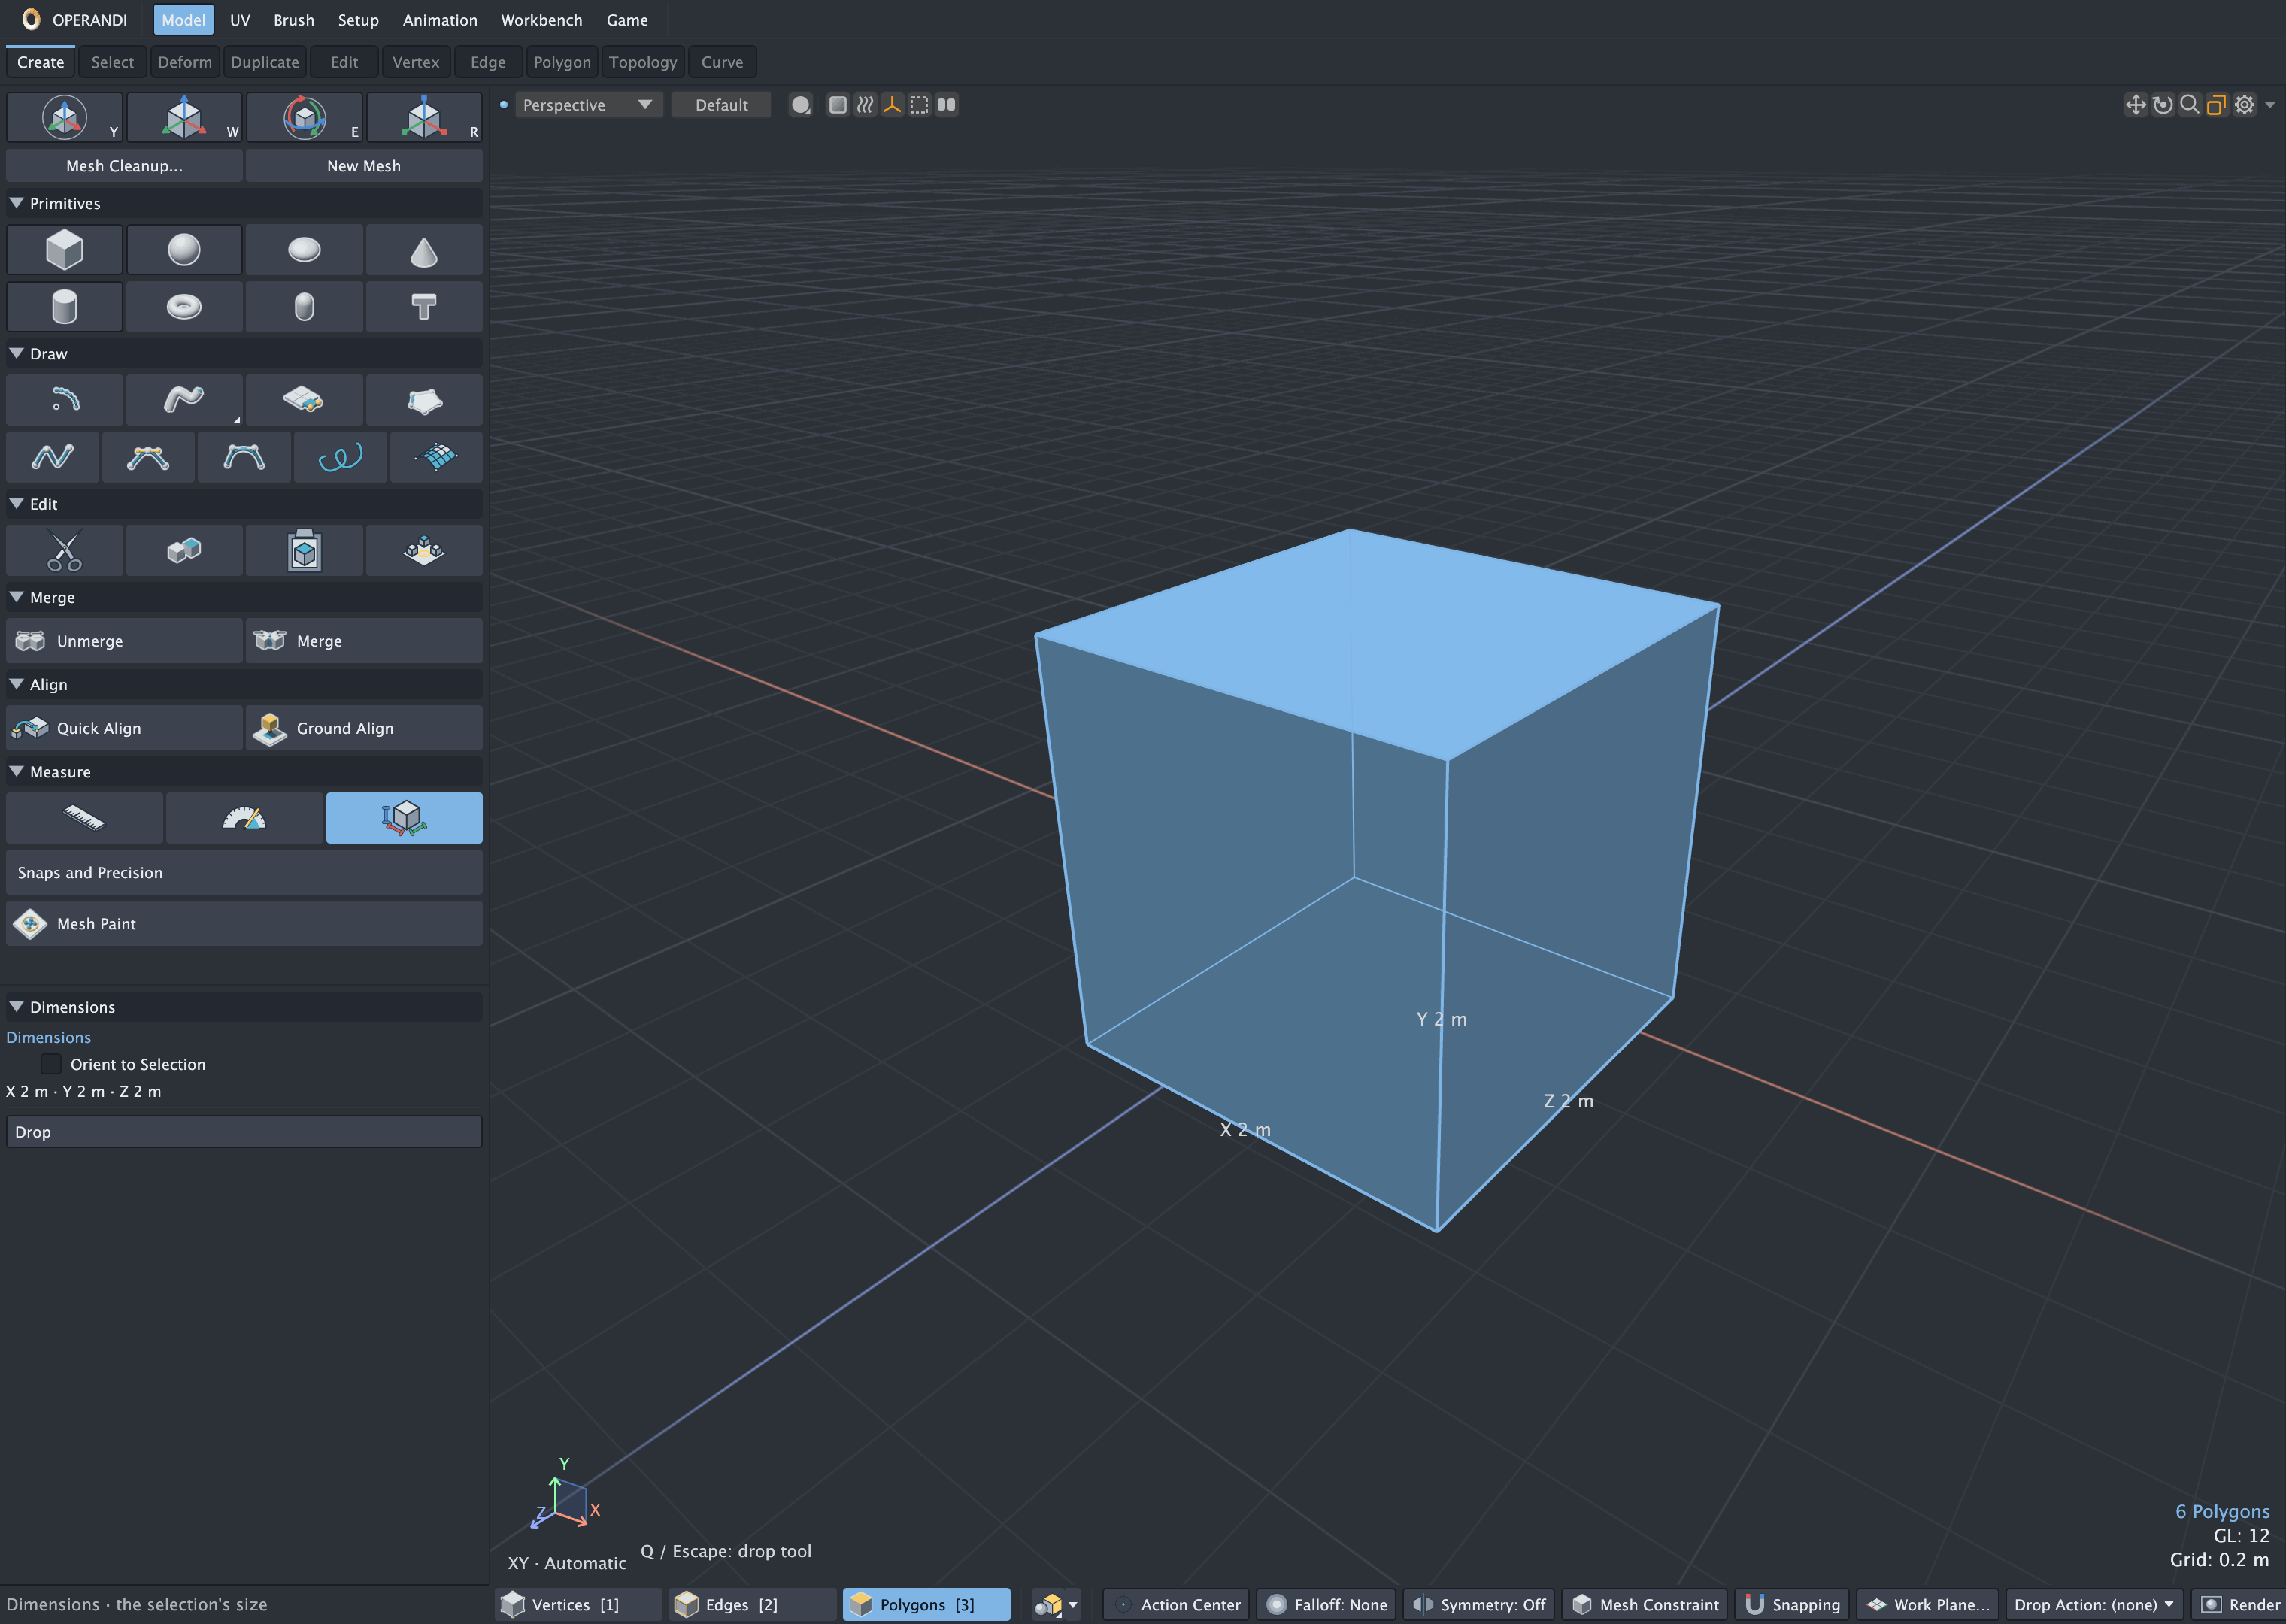 OPERANDI Model UV Brush Setup Animation Workbench Game
Create Select Deform Duplicate Edit Vertex Edge Polygon Topology Curve
Y W E R
Perspective Default
Mesh Cleanup... New Mesh
Primitives
Draw
Edit
Merge
Unmerge Merge
Align
Quick Align Ground Align
Measure
Snaps and Precision
Mesh Paint
Dimensions
Dimensions
Orient to Selection
X 2 m · Y 2 m · Z 2 m
Drop
Y 2 m
Z 2 m
X 2 m
Y
Z
X
XY · Automatic
Q / Escape: drop tool
6 Polygons
GL: 12
Grid: 0.2 m
Dimensions · the selection's size
Vertices [1] Edges [2] Polygons [3] Action Center Falloff: None Symmetry: Off Mesh Constraint Snapping Work Plane... Drop Action: (none) Render